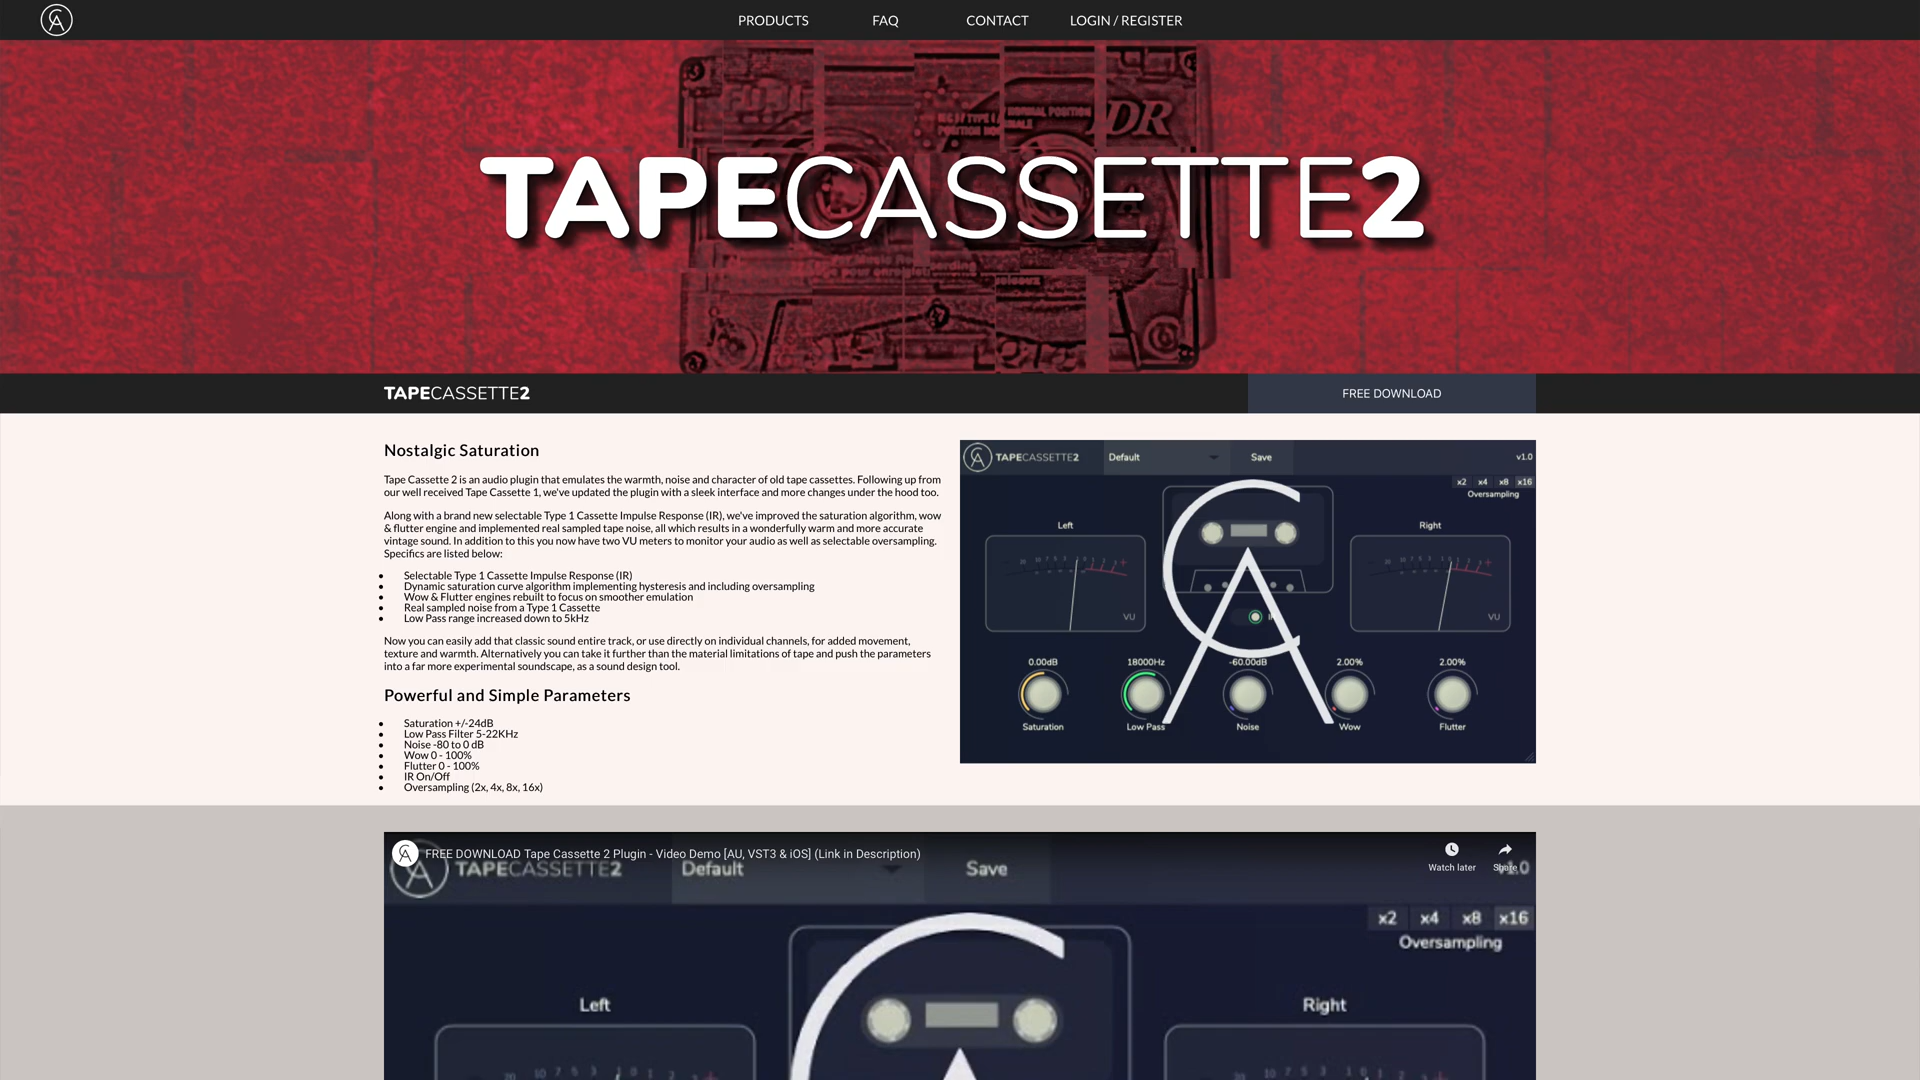 PRODUCTS
FAQ
CONTACT
LOGIN / REGISTER
FUJI
DR
NORMAL POSITION
TAPECASSETTE2
TAPECASSETTE2
FREE DOWNLOAD
Nostalgic Saturation
Tape Cassette 2 is an audio plugin that emulates the warmth, noise and character of old tape cassettes. Following up from
our well received Tape Cassette 1, we've updated the plugin with a sleek interface and more changes under the hood too.
Along with a brand new selectable Type 1 Cassette Impulse Response (IR), we've improved the saturation algorithm, wow
& flutter engine and implemented real sampled tape noise, all which results in a wonderfully warm and more accurate
vintage sound. In addition to this you now have two VU meters to monitor your audio as well as selectable oversampling.
Specifics are listed below:
Selectable Type 1 Cassette Impulse Response (IR)
Dynamic saturation curve algorithm implementing hysteresis and including oversampling
Wow & Flutter engines rebuilt to focus on smoother emulation
Real sampled noise from a Type 1 Cassette
Low Pass range increased down to 5kHz
Now you can easily add that classic sound entire track, or use directly on individual channels, for added movement,
texture and warmth. Alternatively you can take it further than the material limitations of tape and push the parameters
into a far more experimental soundscape, as a sound design tool.
Powerful and Simple Parameters
Saturation +/-24dB
Low Pass Filter 5-22KHz
Noise -80 to 0 dB
Wow 0 - 100%
Flutter 0 - 100%
IR On/Off
Oversampling (2x, 4x, 8x, 16x)
TAPECASSETTE2
Default
Save
v1.0
x2 x4 x8 x16
Oversampling
Left
Right
VU
VU
0.00dB
18000Hz
-60.00dB
2.00%
2.00%
Saturation
Low Pass
Noise
Wow
Flutter
FREE DOWNLOAD Tape Cassette 2 Plugin - Video Demo [AU, VST3 & iOS] (Link in Description)
Watch later
Share
TAPECASSETTE2
Default
Save
v1.0
x2 x4 x8 x16
Oversampling
Left
Right